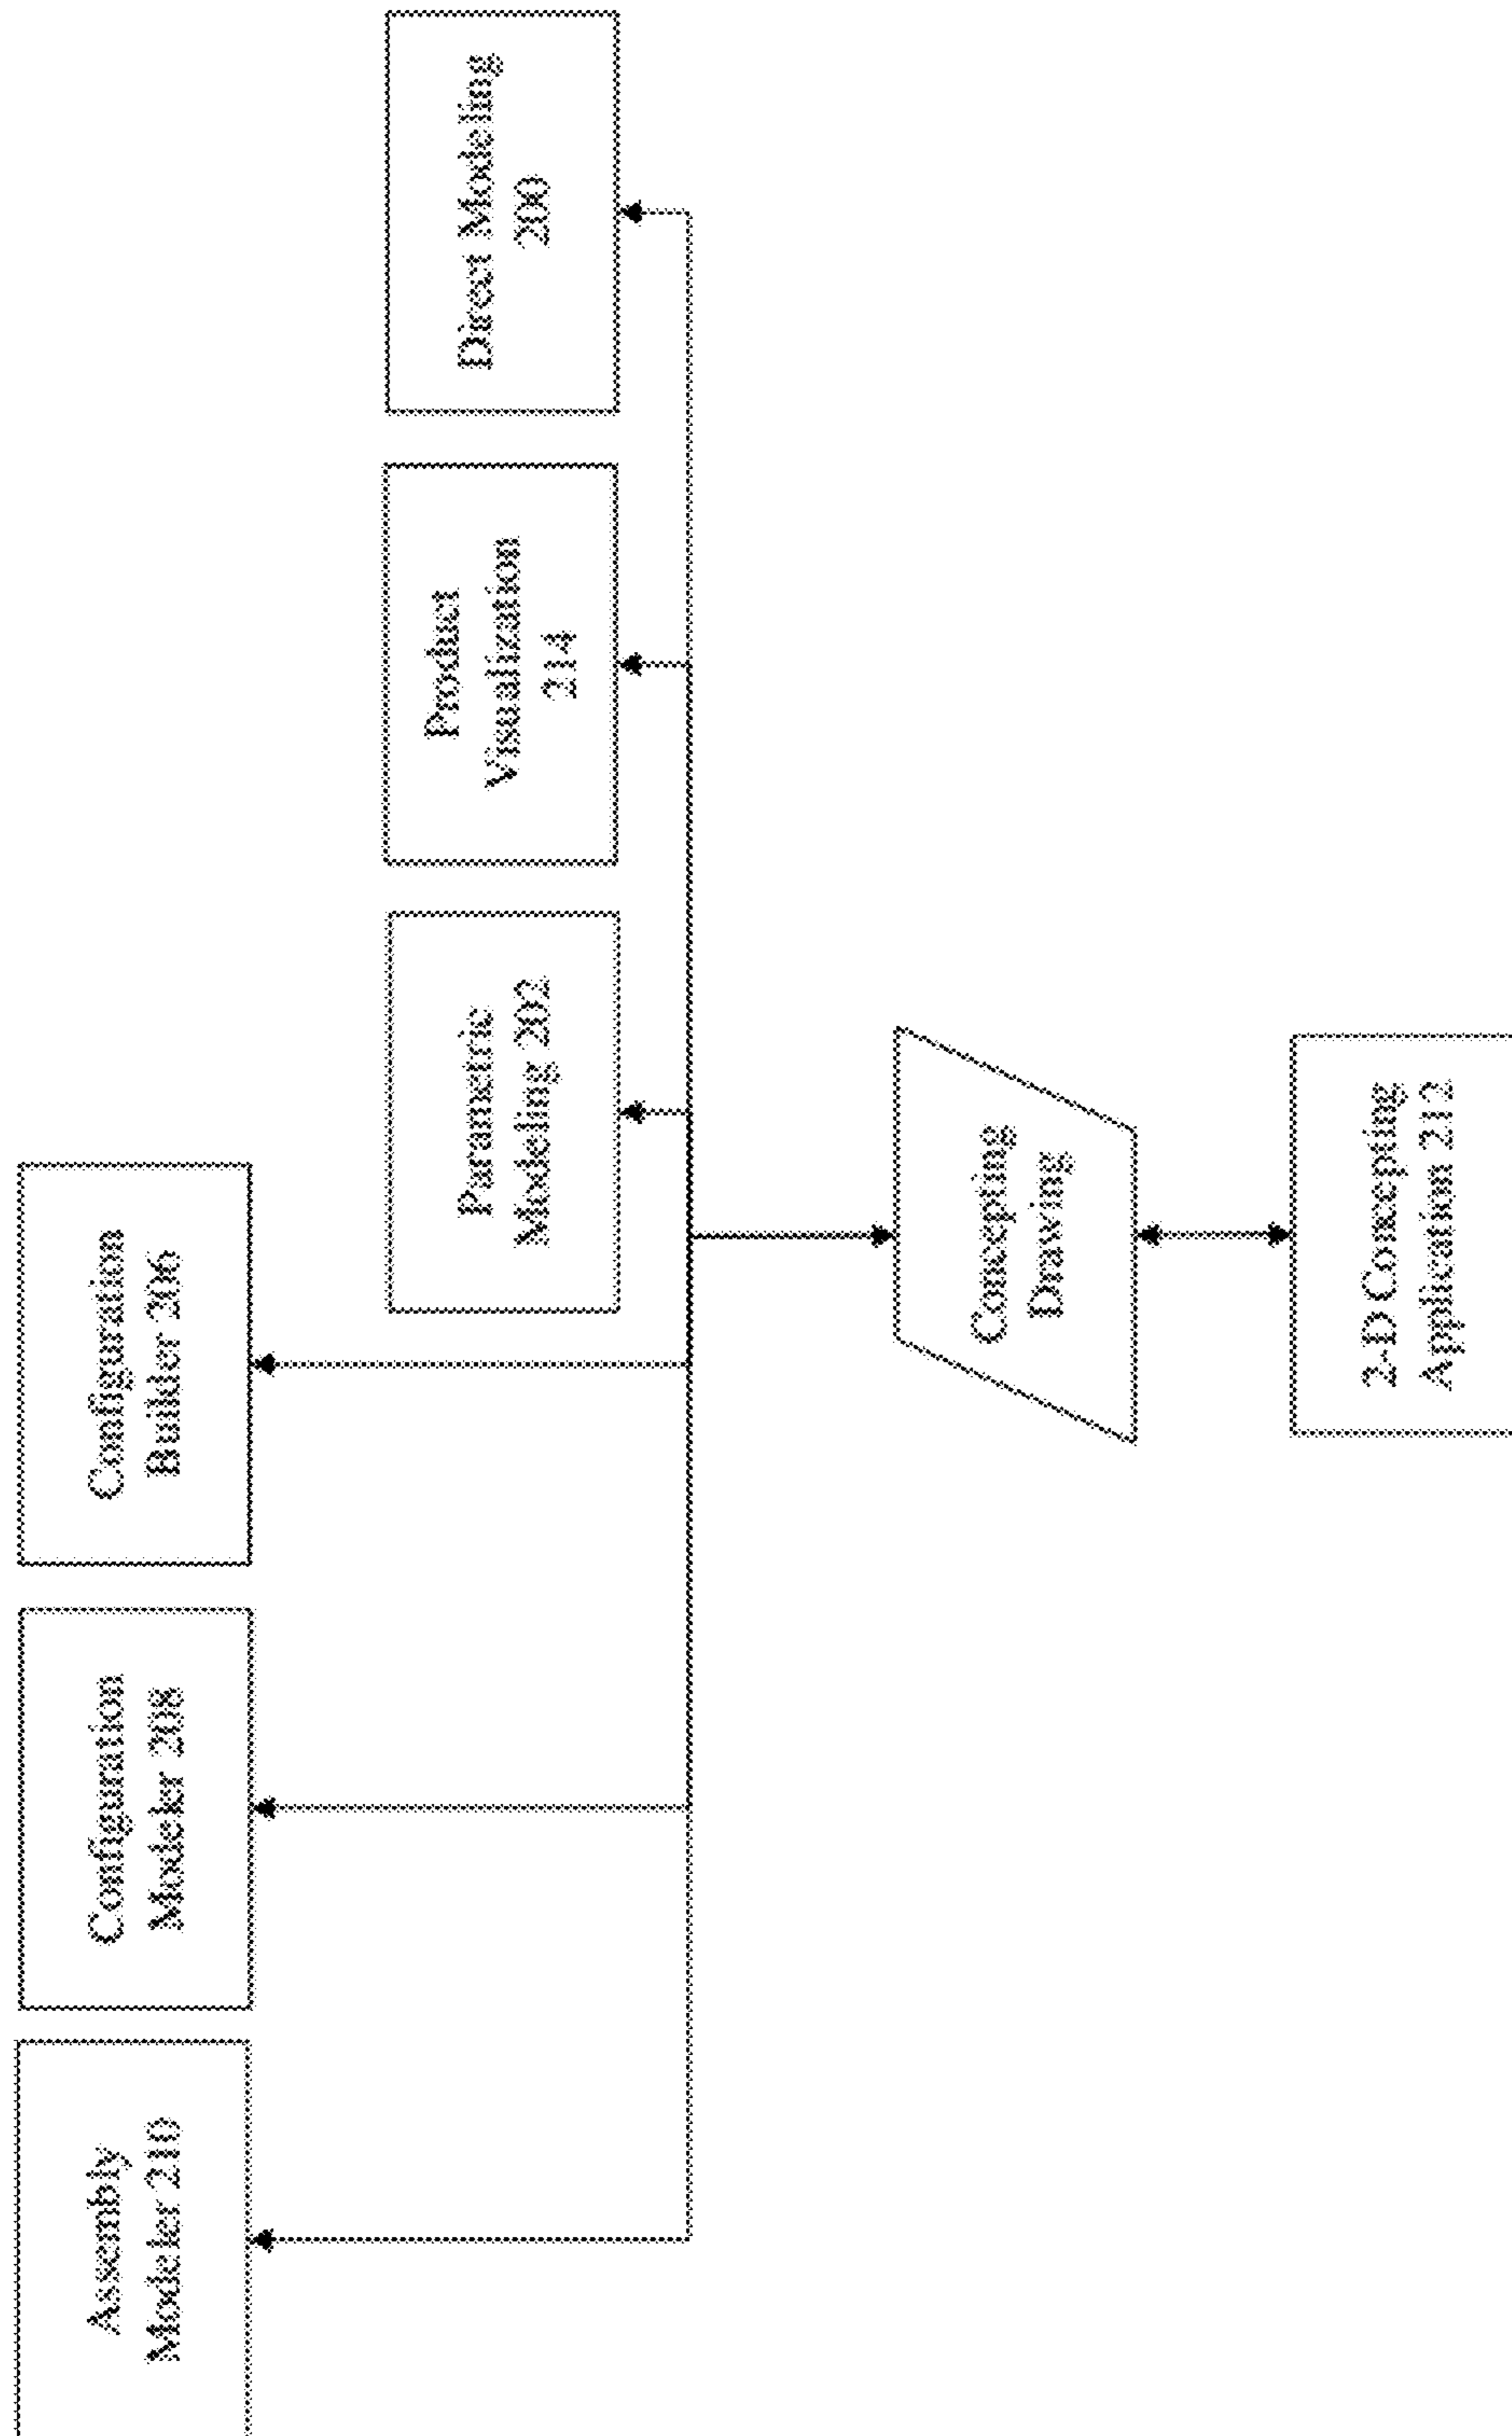 Assembly
Modeler 210
Configuration
Modeler 208
Configuration
Builder 206
Parametric
Modeling 202
Product
Visualization
214
Direct Modeling
200
Concepting
Drawing
2-D Concepting
Application 212